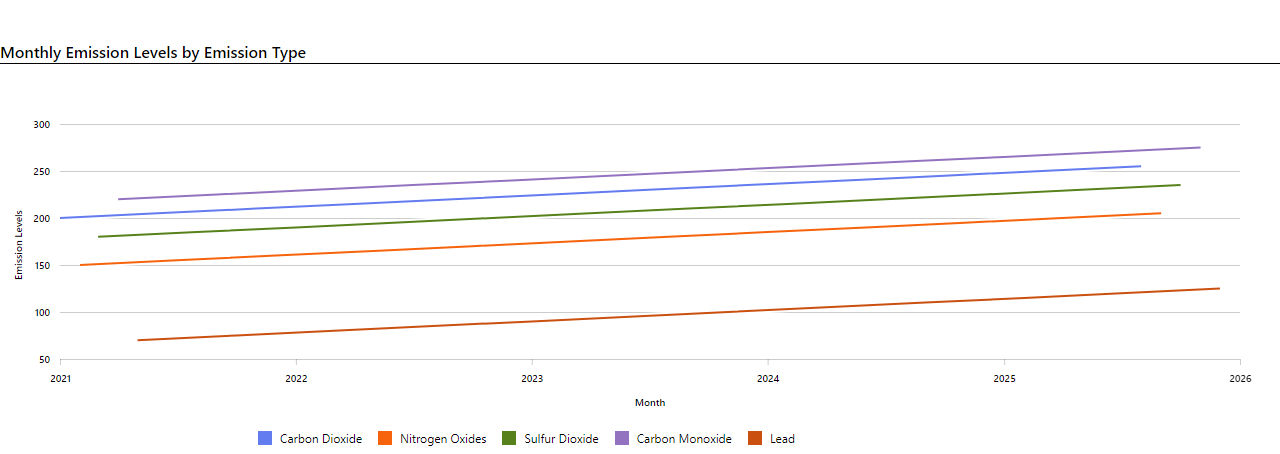 Monthly Emission Levels by Emission Type
300
250
200
150
100
50
Emission Levels
2021 2022 2023 2024 2025 2026
Month
Carbon Dioxide Nitrogen Oxides Sulfur Dioxide Carbon Monoxide Lead